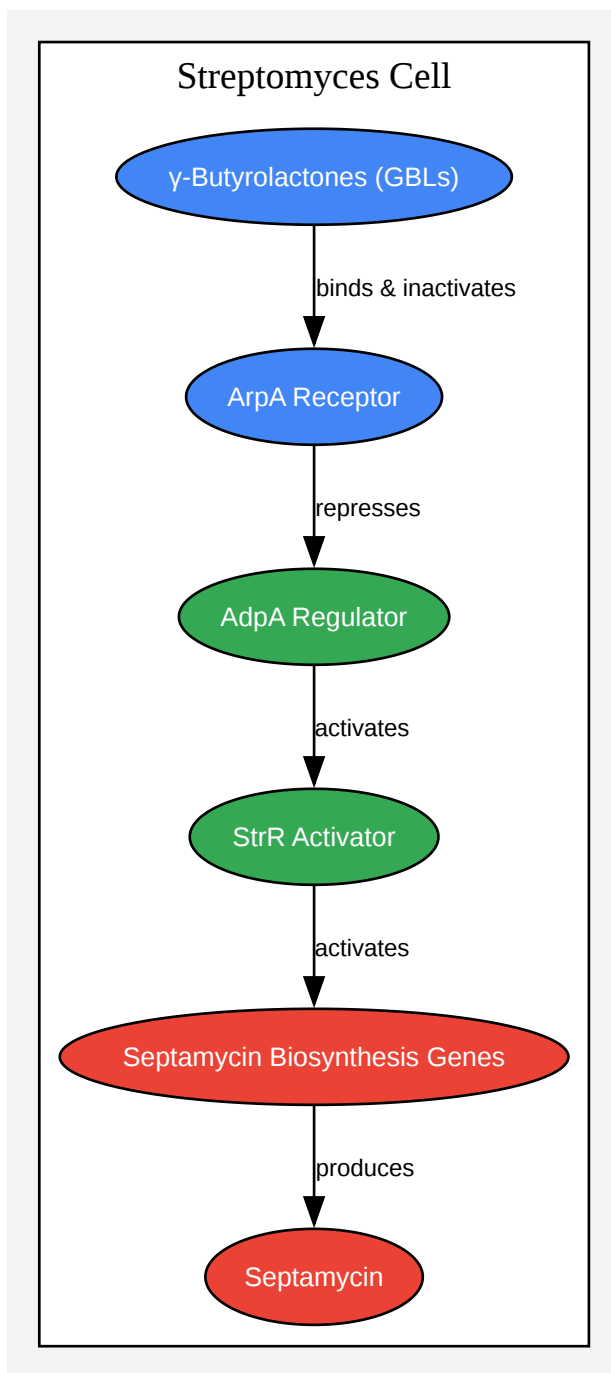 Streptomyces Cell
γ-Butyrolactones (GBLs)
binds & inactivates
ArpA Receptor
represses
AdpA Regulator
activates
StrR Activator
activates
Septamycin Biosynthesis Genes
produces
Septamycin